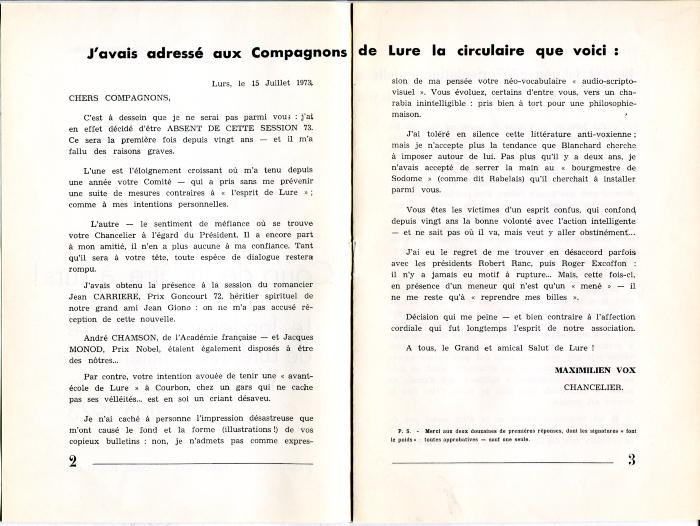 J'avais adressé aux Compagnons de Lure la circulaire que voici :
Lurs, le 15 Juillet 1973.
CHERS COMPAGNONS,
C'est à dessein que je ne serai pas parmi vous : j'ai
en effet décidé d'être ABSENT DE CETTE SESSION 73.
Ce sera la première fois depuis vingt ans — et il m'a
fallu des raisons graves.
L'une est l'éloignement croissant où m'a tenu depuis
une année votre Comité — qui a pris sans me prévenir
une suite de mesures contraires à « l'esprit de Lure » ;
comme à mes intentions personnelles.
L'autre — le sentiment de méfiance où se trouve
votre Chancelier à l'égard du Président. Il a encore part
à mon amitié, il n'en a plus aucune à ma confiance. Tant
qu'il sera à votre tête, toute espèce de dialogue restera
rompu.
J'avais obtenu la présence à la session du romancier
Jean CARRIERE, Prix Goncourt 72, héritier spirituel de
notre grand ami Jean Giono : on ne m'a pas accusé ré-
ception de cette nouvelle.
André CHAMSON, de l'Académie française — et Jacques
MONOD, Prix Nobel, étaient également disposés à être
des nôtres...
Par contre, votre intention avouée de tenir une « avant-
école de Lure » à Courbon, chez un gars qui ne cache
pas ses vélléités... est en soi un criant désaveu.
Je n'ai caché à personne l'impression désastreuse que
m'ont causé le fond et la forme (illustrations !) de vos
copieux bulletins : non, je n'admets pas comme expres-
2
sion de ma pensée votre néo-vocabulaire « audio-scripto-
visuel ». Vous évoluez, certains d'entre vous, vers un cha-
rabia inintelligible : pris bien à tort pour une philosophie-
maison.
J'ai toléré en silence cette littérature anti-voxienne ;
mais je n'accepte plus la tendance que Blanchard cherche
à imposer autour de lui. Pas plus qu'il y a deux ans, je
n'avais accepté de serrer la main au « bourgmestre de
Sodome » (comme dit Rabelais) qu'il cherchait à installer
parmi vous.
Vous êtes les victimes d'un esprit confus, qui confond
depuis vingt ans la bonne volonté avec l'action intelligente
— et ne sait pas où il va, mais veut y aller obstinément...
J'ai eu le regret de me trouver en désaccord parfois
avec les présidents Robert Ranc, puis Roger Excoffon :
il n'y a jamais eu motif à rupture... Mais, cette fois-ci,
en présence d'un meneur qui n'est qu'un « mené » — il
ne me reste qu'à « reprendre mes billes ».
Décision qui me peine — et bien contraire à l'affection
cordiale qui fut longtemps l'esprit de notre association.
A tous, le Grand et amical Salut de Lure !
MAXIMILIEN VOX
CHANCELIER.
P. S. - Merci aux deux douzaines de premières réponses, dont les signatures « font
le poids » : toutes approbatives — sauf une seule.
3